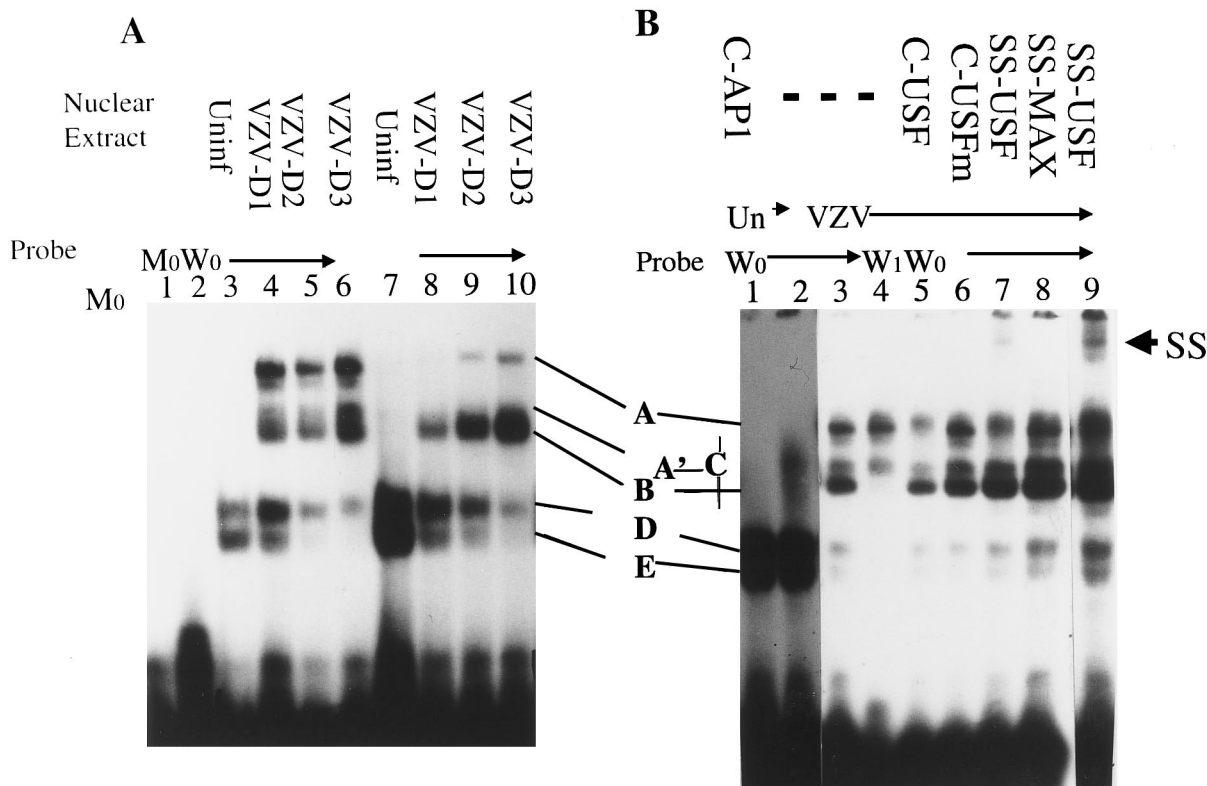 A
Nuclear
Extract
Uninf
VZV-D1
VZV-D2
VZV-D3
Uninf
VZV-D1
VZV-D2
VZV-D3
Probe
M0W0
M0
1 2 3 4 5 6 7 8 9 10
A
A'—C
B
D
E
B
C-AP1
- - -
C-USF
C-USFm
SS-USF
SS-MAX
SS-USF
Un VZV
Probe W0 W1W0
1 2 3 4 5 6 7 8 9
SS